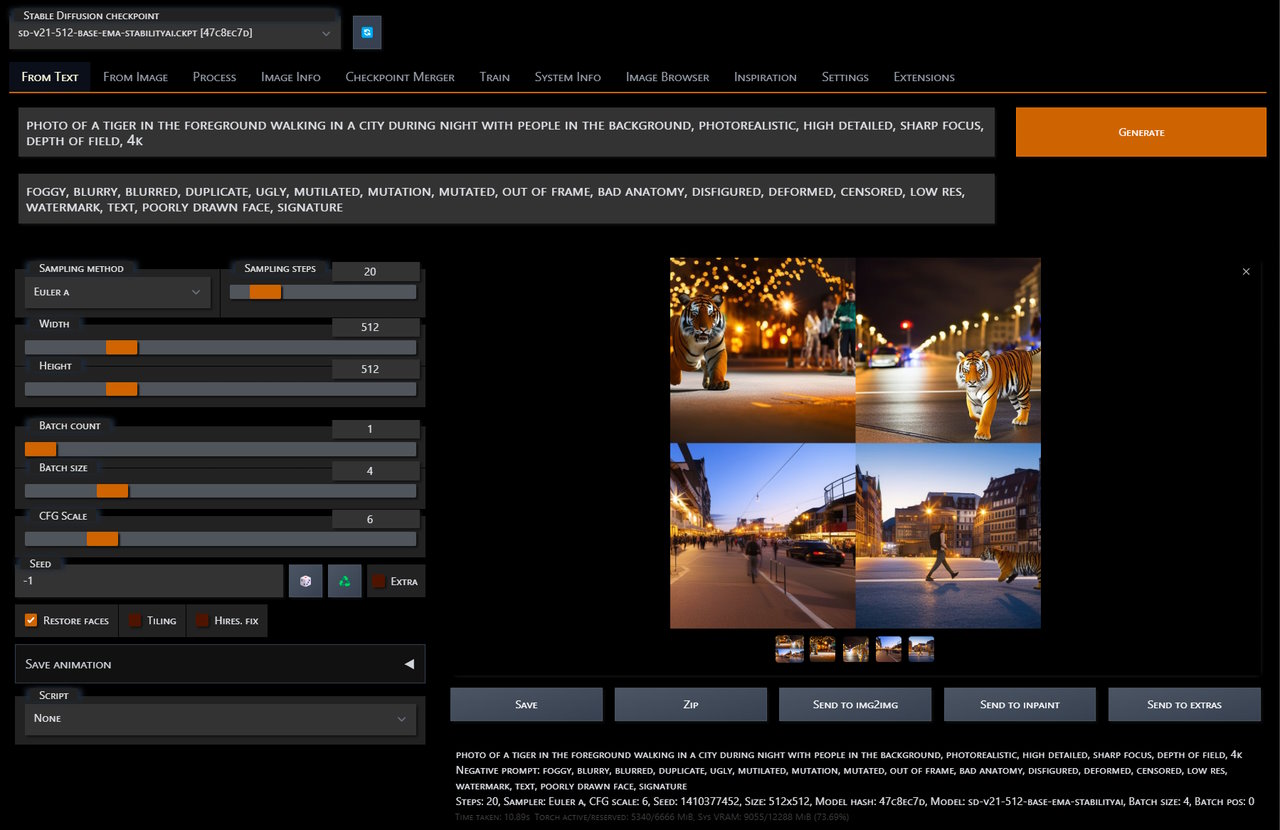 Stable Diffusion checkpoint
sd-v21-512-base-ema-stabilityai.ckpt [47c8ec7d]
From Text From Image Process Image Info Checkpoint Merger Train System Info Image Browser Inspiration Settings Extensions
photo of a tiger in the foreground walking in a city during night with people in the background, photorealistic, high detailed, sharp focus,
depth of field, 4k
Generate
foggy, blurry, blurred, duplicate, ugly, mutilated, mutation, mutated, out of frame, bad anatomy, disfigured, deformed, censored, low res,
watermark, text, poorly drawn face, signature
Sampling method
Euler a
Sampling steps
20
Width
512
Height
512
Batch count
1
Batch size
4
CFG Scale
6
Seed
-1
Extra
Restore faces
Tiling
Hires. fix
Save animation
Script
None
Save
Zip
Send to img2img
Send to inpaint
Send to extras
photo of a tiger in the foreground walking in a city during night with people in the background, photorealistic, high detailed, sharp focus, depth of field, 4k
Negative prompt: foggy, blurry, blurred, duplicate, ugly, mutilated, mutation, mutated, out of frame, bad anatomy, disfigured, deformed, censored, low res,
watermark, text, poorly drawn face, signature
Steps: 20, Sampler: Euler a, CFG scale: 6, Seed: 1410377452, Size: 512x512, Model hash: 47c8ec7d, Model: sd-v21-512-base-ema-stabilityai, Batch size: 4, Batch pos: 0
Time taken: 10.89s Torch active/reserved: 5340/6666 MiB, Sys VRAM: 9055/12288 MiB (73.69%)